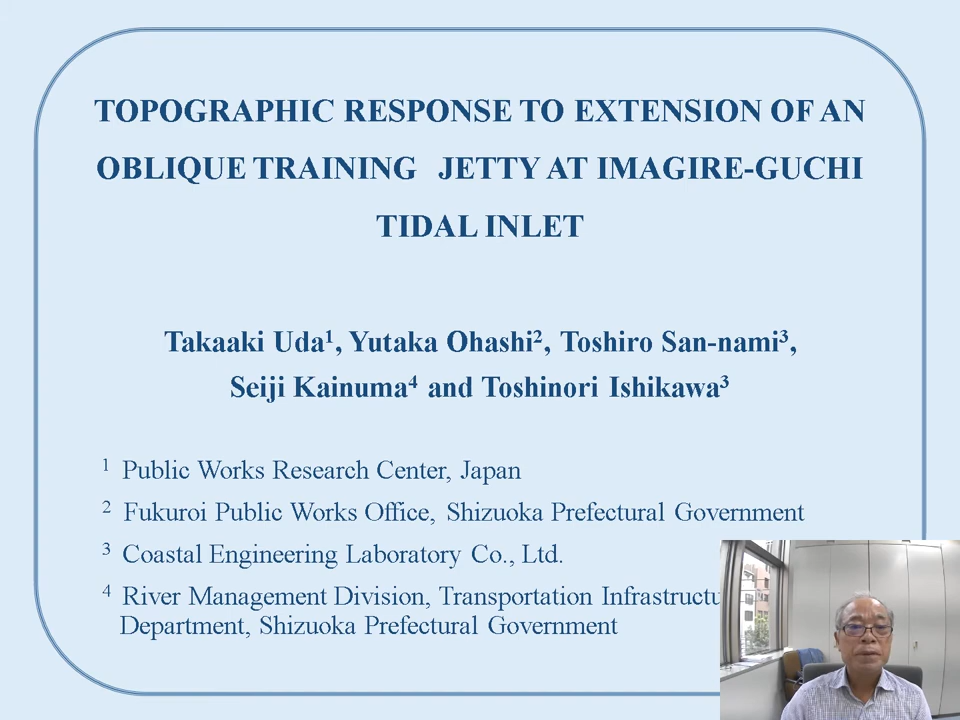 TOPOGRAPHIC RESPONSE TO EXTENSION OF AN
OBLIQUE TRAINING JETTY AT IMAGIRE-GUCHI
TIDAL INLET
Takaaki Uda¹, Yutaka Ohashi², Toshiro San-nami³,
Seiji Kainuma⁴ and Toshinori Ishikawa³
¹ Public Works Research Center, Japan
² Fukuroi Public Works Office, Shizuoka Prefectural Government
³ Coastal Engineering Laboratory Co., Ltd.
⁴ River Management Division, Transportation
Department, Shizuoka Prefectural Government